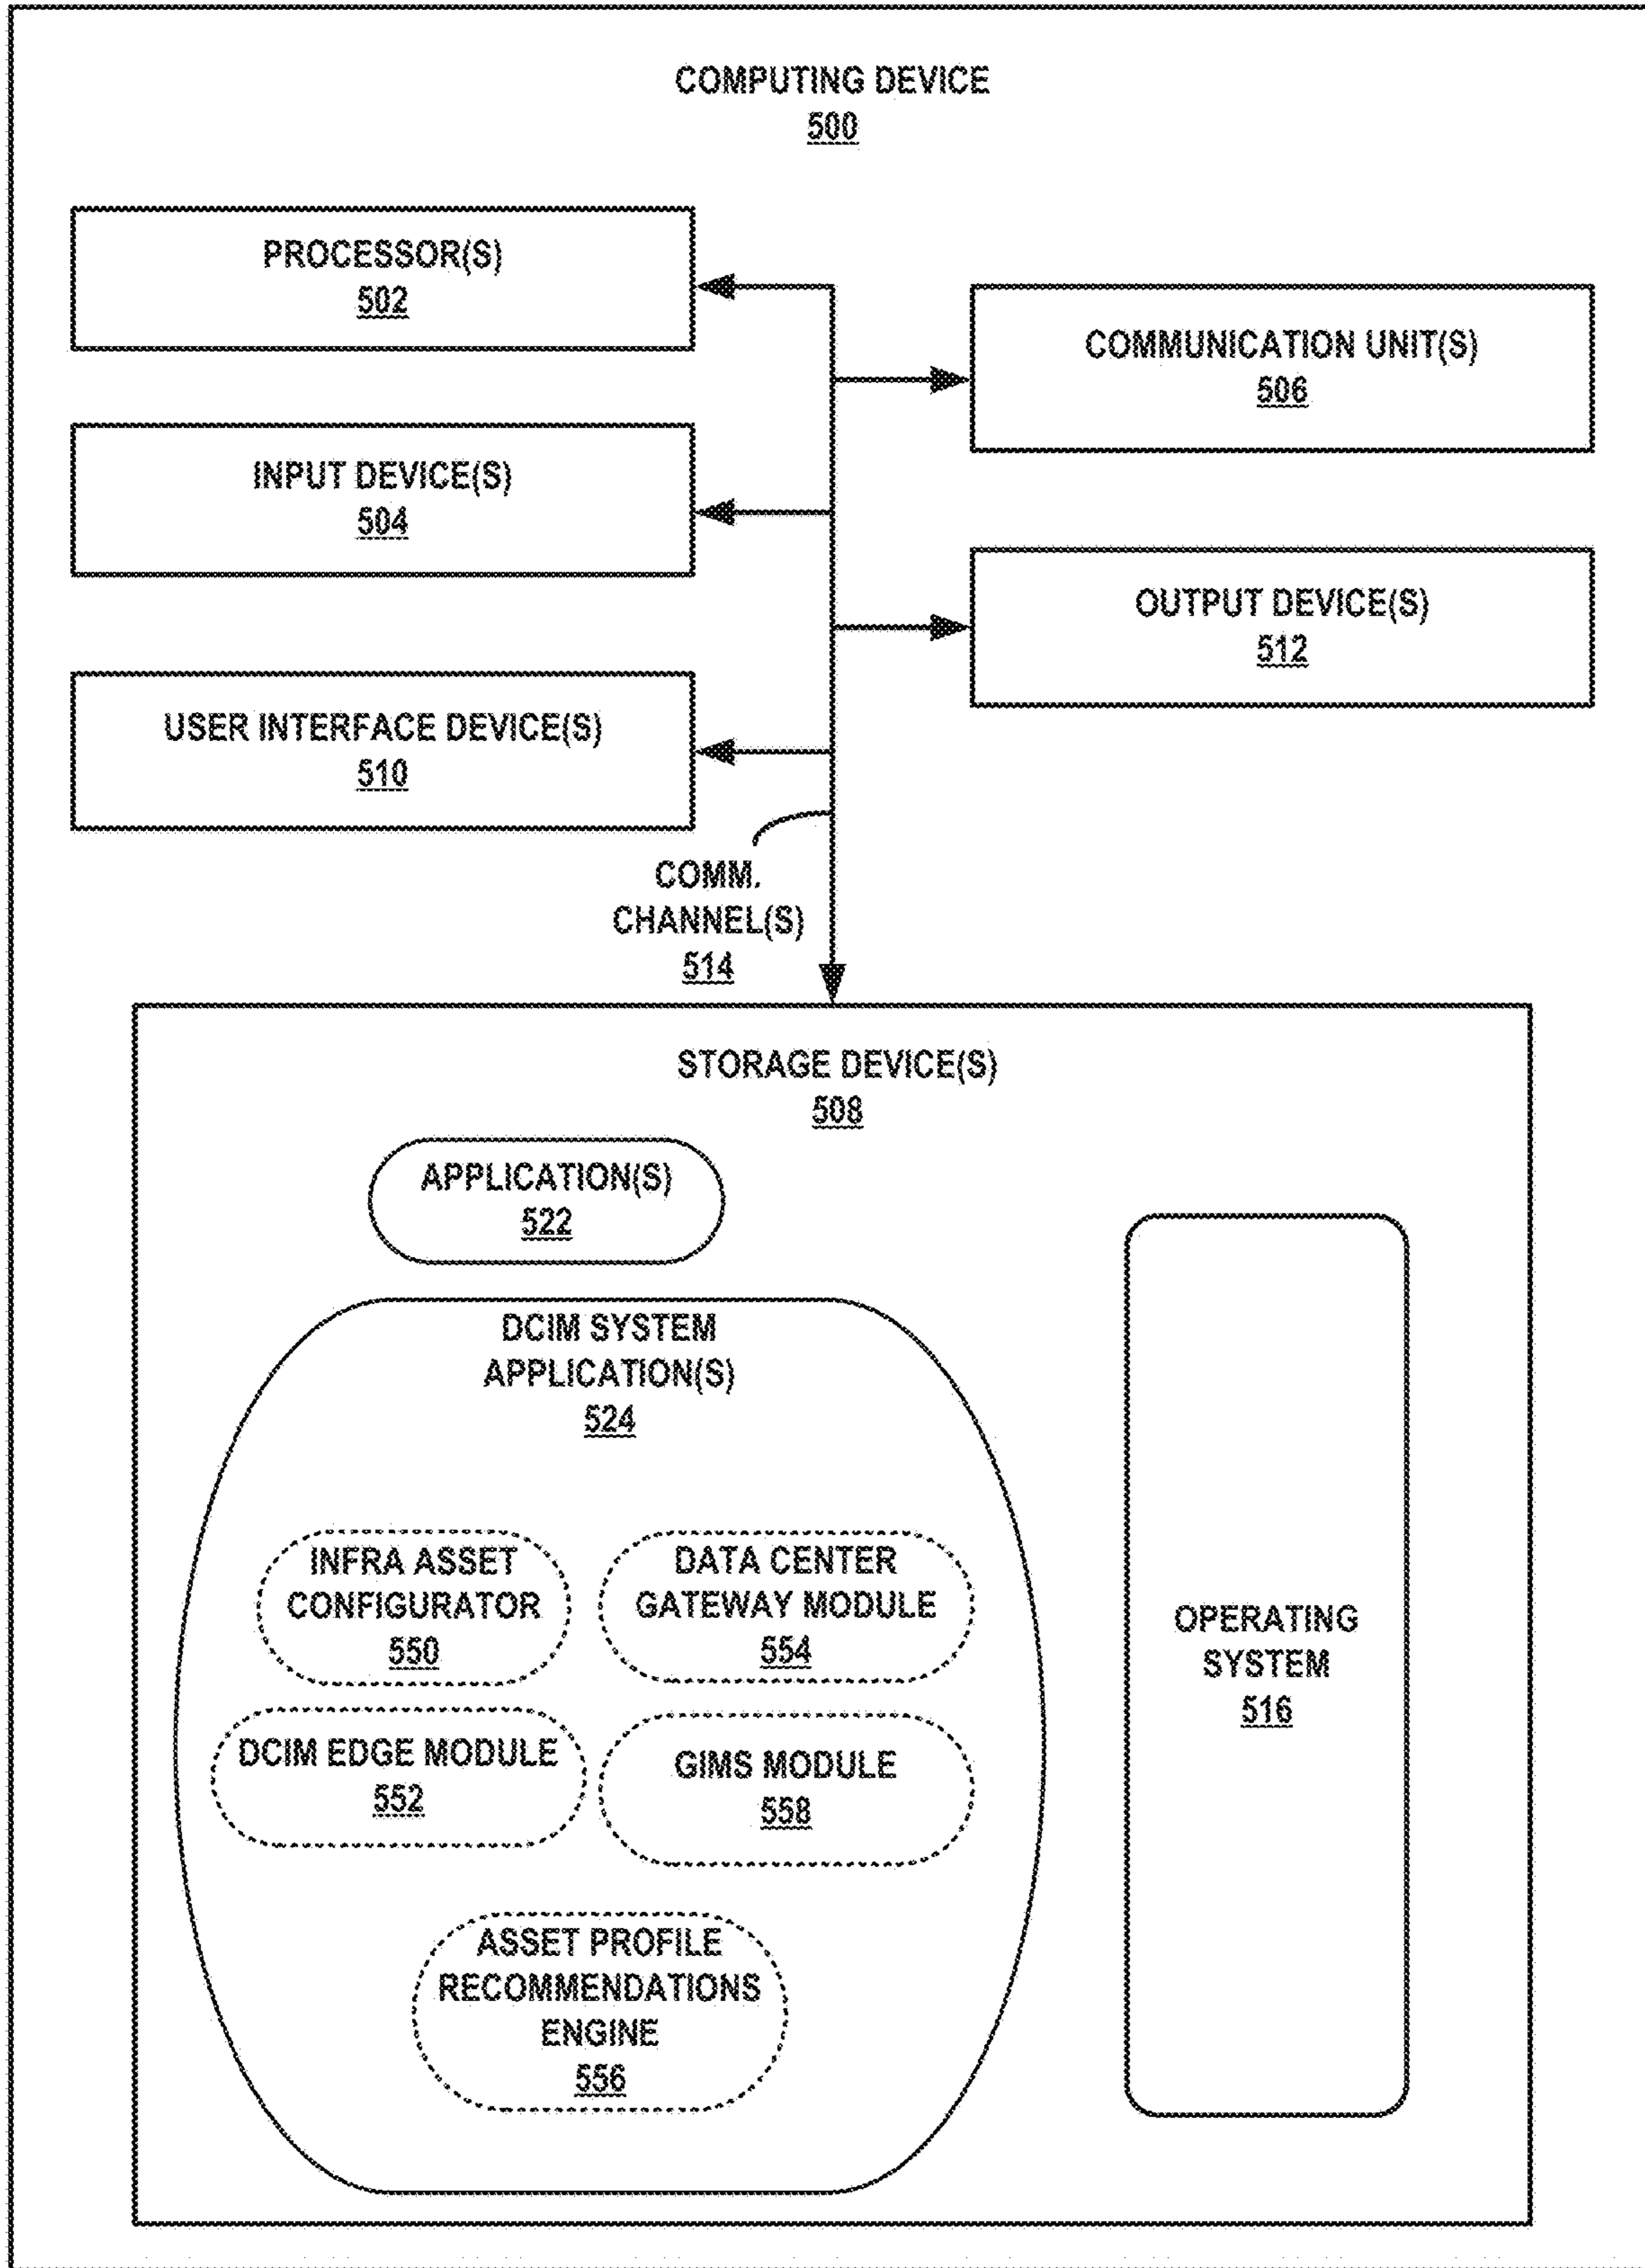 COMPUTING DEVICE
500
PROCESSOR(S)
502
COMMUNICATION UNIT(S)
506
INPUT DEVICE(S)
504
OUTPUT DEVICE(S)
512
USER INTERFACE DEVICE(S)
510
COMM.
CHANNEL(S)
514
STORAGE DEVICE(S)
508
APPLICATION(S)
522
DCIM SYSTEM
APPLICATION(S)
524
INFRA ASSET
CONFIGURATOR
550
DATA CENTER
GATEWAY MODULE
554
DCIM EDGE MODULE
552
GIMS MODULE
558
ASSET PROFILE
RECOMMENDATIONS
ENGINE
556
OPERATING
SYSTEM
516